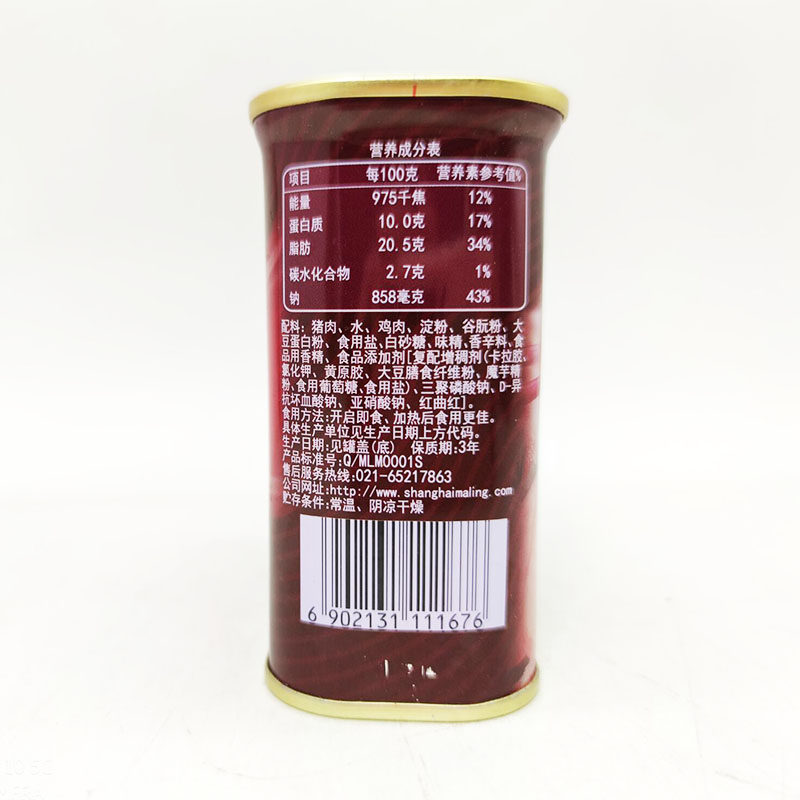 营养成分表
项目 每100克 营养素参考值%
能量 975千焦 12%
蛋白质 10.0克 17%
脂肪 20.5克 34%
碳水化合物 2.7克 1%
钠 858毫克 43%
配料:猪肉、水、鸡肉、淀粉、谷朊粉、大
豆蛋白粉、食用盐、白砂糖、味精、香辛料、食
品用香精、食品添加剂[复配增稠剂(卡拉胶、
氯化钾、黄原胶、大豆膳食纤维粉、魔芋精
粉、食用葡萄糖、食用盐)、三聚磷酸钠、D-异
抗坏血酸钠、亚硝酸钠、红曲红]。
食用方法:开启即食、加热后食用更佳。
具体生产单位见生产日期上方代码。
生产日期:见罐盖(底) 保质期:3年
产品标准号:Q/MLM0001S
售后服务热线:021-65217863
公司网址:http://www.shanghaimaling.com
贮存条件:常温、阴凉干燥
6 902131 111676